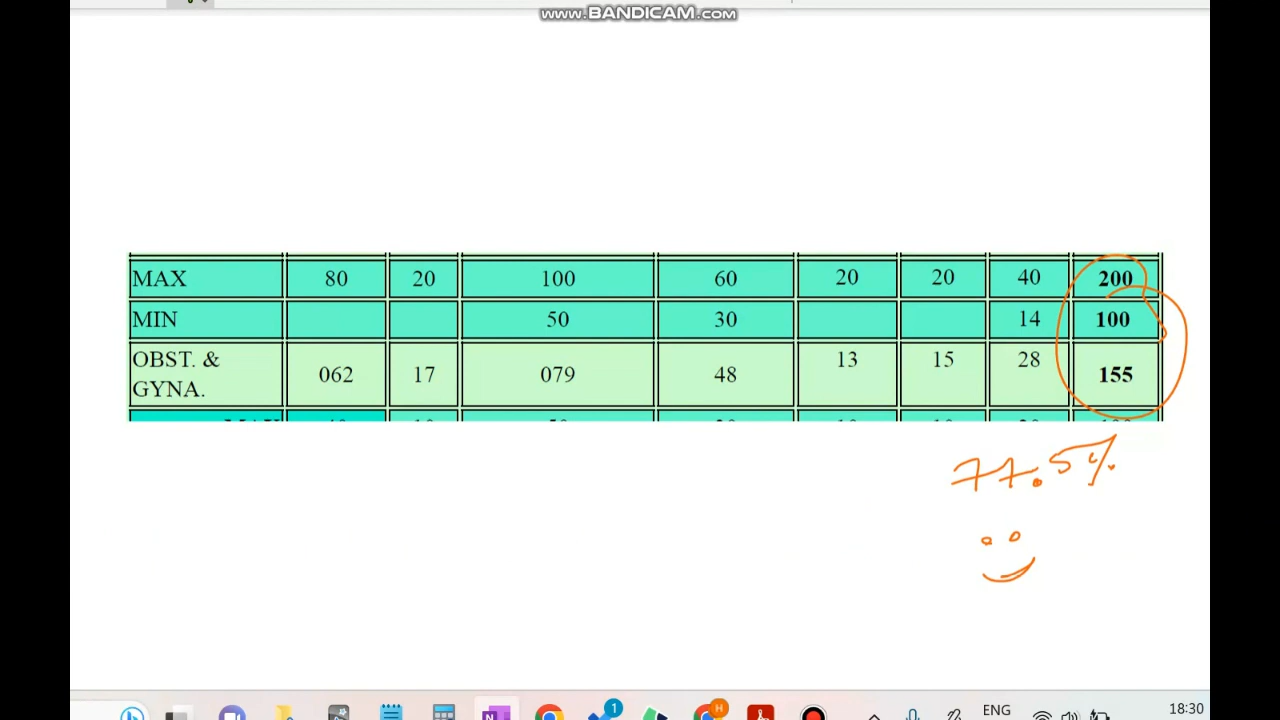 www.BANDICAM.com
MAX 80 20 100 60 20 20 40 200
MIN 50 30 14 100
OBST. & GYNA. 062 17 079 48 13 15 28 155
77.5%
ENG
18:30
1
H